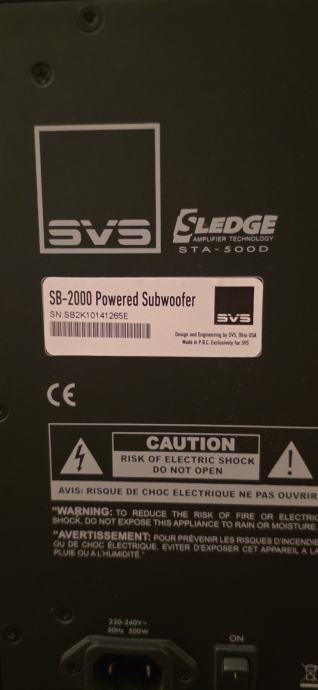 SVS
SLEDGE
AMPLIFIER TECHNOLOGY
STA-500D
SB-2000 Powered Subwoofer
SN:SB2K10141265E
SVS
Design and Engineering by SVS, Ohio USA
Made in P.R.C. Exclusively for SVS
CE
CAUTION
RISK OF ELECTRIC SHOCK
DO NOT OPEN
AVIS: RISQUE DE CHOC ELECTRIQUE NE PAS OUVRIR
"WARNING: TO REDUCE THE RISK OF FIRE OR ELECTRIC
SHOCK, DO NOT EXPOSE THIS APPLIANCE TO RAIN OR MOISTURE.
"AVERTISSEMENT: POUR PRÉVENIR LES RISQUES D'INCENDIE
OU DE CHOC ÉLECTRIQUE, EVITER D'EXPOSER CET APPAREIL A LA
PLUIE OU A L'HUMIDITÉ."
220-240V~
50Hz 500W
ON